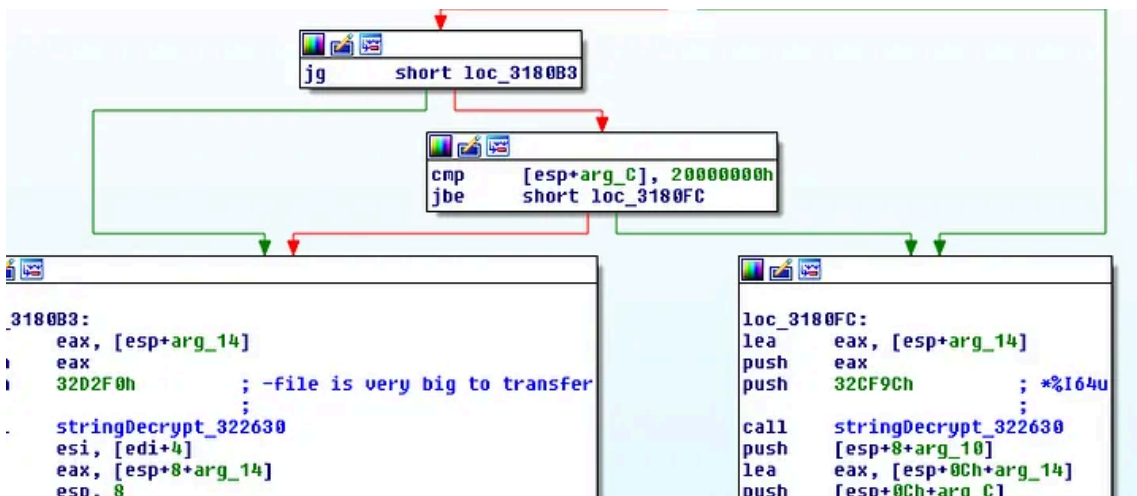 jg short loc_3180B3
cmp [esp+arg_C], 20000000h
jbe short loc_3180FC
_3180B3:
eax, [esp+arg_14]
eax
32D2F0h ; -file is very big to transfer
;
stringDecrypt_322630
esi, [edi+4]
eax, [esp+8+arg_14]
esp, 8
loc_3180FC:
lea eax, [esp+arg_14]
push eax
push 32CF9Ch ; *%I64u
;
call stringDecrypt_322630
push [esp+8+arg_10]
lea eax, [esp+0Ch+arg_14]
push [esp+0Ch+arg_C]